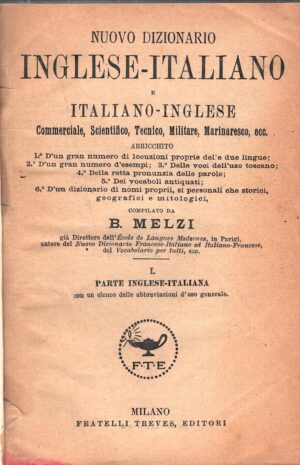 NUOVO DIZIONARIO
INGLESE-ITALIANO
E
ITALIANO-INGLESE
Commerciale, Scientifico, Tecnico, Militare, Marinaresco, ecc.
ARRICCHITO
1.º D'un gran numero di locuzioni proprie delle due lingue;
2.º D'un gran numero d'esempi; 3.º Delle voci dell'uso toscano;
4.º Della retta pronunzia delle parole;
5.º Dei vocaboli antiquati;
6.º D'un dizionario di nomi proprii, sì personali che storici,
geografici e mitologici,
COMPILATO DA
B. MELZI
già Direttore dell'École de Langues Modernes, in Parigi,
autore del Nuovo Dizionario Francese-Italiano ed Italiano-Francese,
del Vocabolario per tutti, ecc.
I.
PARTE INGLESE-ITALIANA
con un elenco delle abbreviazioni d'uso generale.
F-T-E
MILANO
FRATELLI TREVES, EDITORI